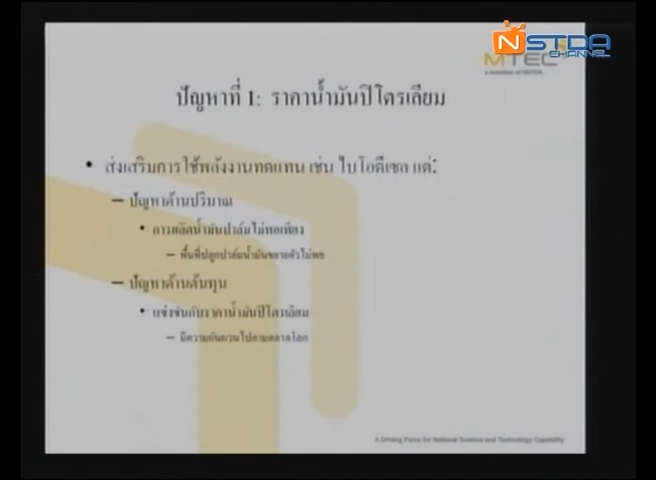 NSTDA
CHANNEL
MTEC
a member of NSTDA
ปัญหาที่ 1: ราคาน้ำมันปิโตรเลียม
• ส่งเสริมการใช้พลังงานทดแทน เช่น ไบโอดีเซล แต่:
– ปัญหาด้านปริมาณ
• การผลิตน้ำมันปาล์มไม่พอเพียง
– พื้นที่ปลูกปาล์มน้ำมันขยายตัวไม่พอ
– ปัญหาด้านต้นทุน
• แข่งขันกับราคาน้ำมันปิโตรเลียม
– มีความผันผวนไปตามตลาดโลก
A Driving Force for National Science and Technology Capability